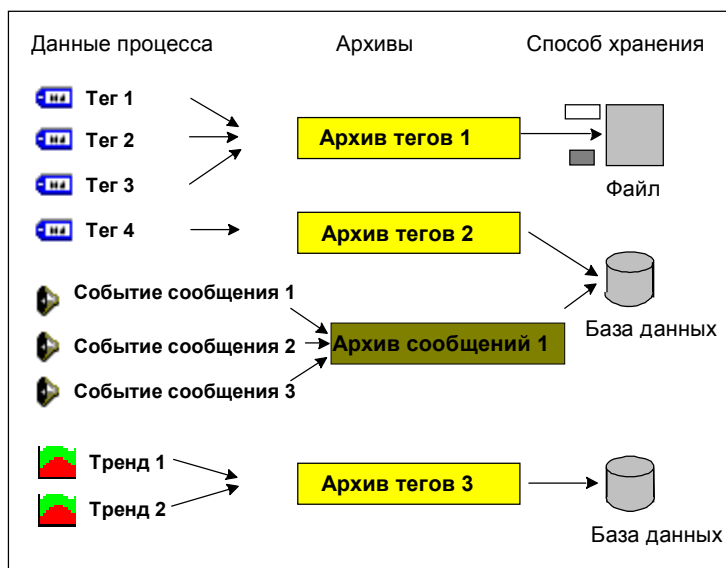 Данные процесса
Архивы
Способ хранения
Тег 1
Тег 2
Тег 3
Тег 4
Архив тегов 1
Файл
Архив тегов 2
Событие сообщения 1
Событие сообщения 2
Событие сообщения 3
Архив сообщений 1
База данных
Тренд 1
Тренд 2
Архив тегов 3
База данных